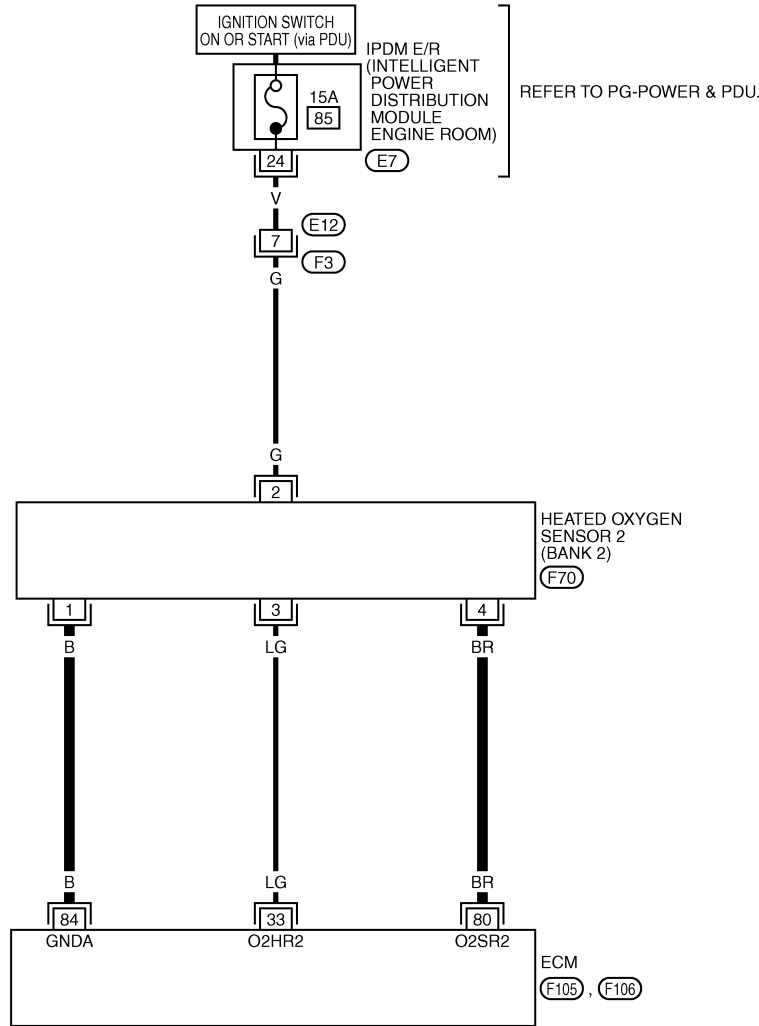 IGNITION SWITCH
ON OR START (via PDU)
IPDM E/R
(INTELLIGENT
POWER
DISTRIBUTION
MODULE
ENGINE ROOM)
REFER TO PG-POWER & PDU.
15A
85
24
E7
V
E12
7
F3
G
G
2
HEATED OXYGEN
SENSOR 2
(BANK 2)
F70
1 3 4
B LG BR
B LG BR
84 33 80
GNDA O2HR2 O2SR2
ECM
F105 , F106